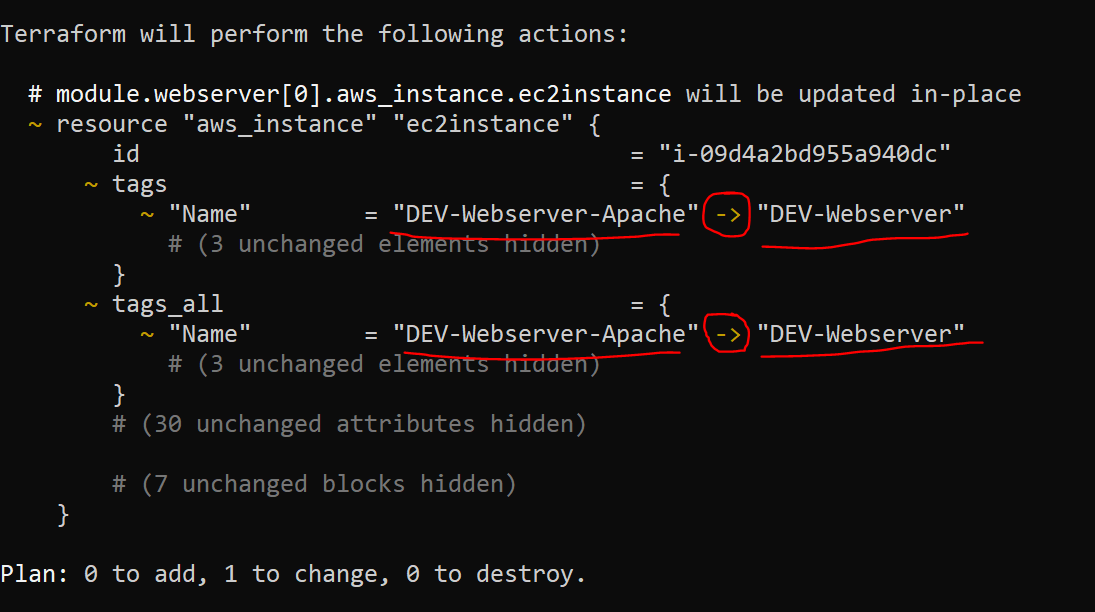 Terraform will perform the following actions:
# module.webserver[0].aws_instance.ec2instance will be updated in-place
~ resource "aws_instance" "ec2instance" {
id = "i-09d4a2bd955a940dc"
~ tags = {
~ "Name" = "DEV-Webserver-Apache" -> "DEV-Webserver"
# (3 unchanged elements hidden)
}
~ tags_all = {
~ "Name" = "DEV-Webserver-Apache" -> "DEV-Webserver"
# (3 unchanged elements hidden)
}
# (30 unchanged attributes hidden)
# (7 unchanged blocks hidden)
}
Plan: 0 to add, 1 to change, 0 to destroy.